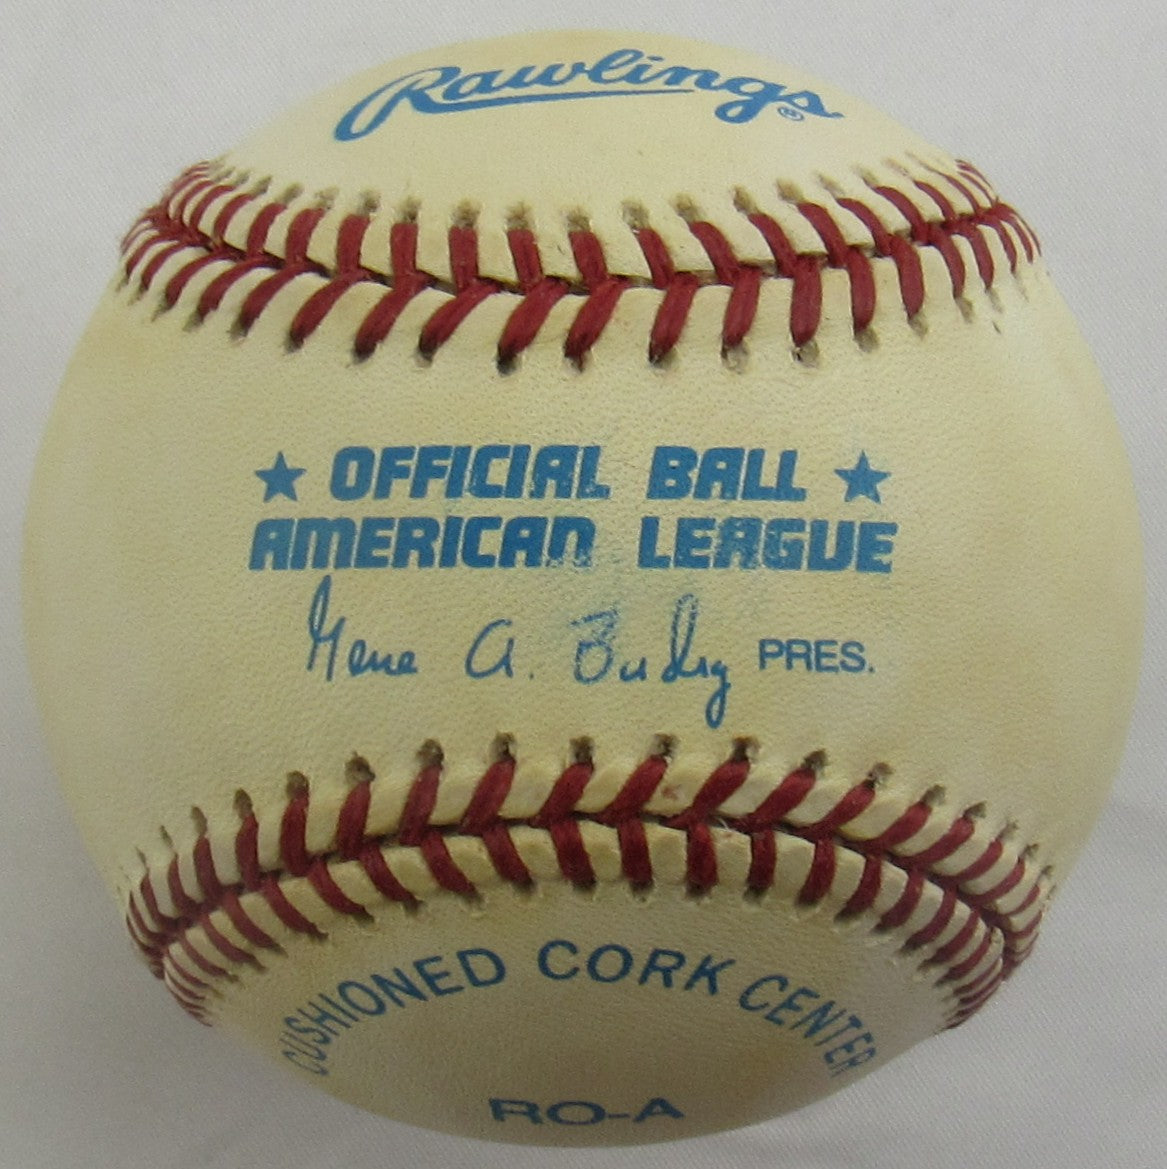 Rawlings®
★ OFFICIAL BALL ★
AMERICAN LEAGUE
Gene A. Budig PRES.
CUSHIONED CORK CENTER
RO-A